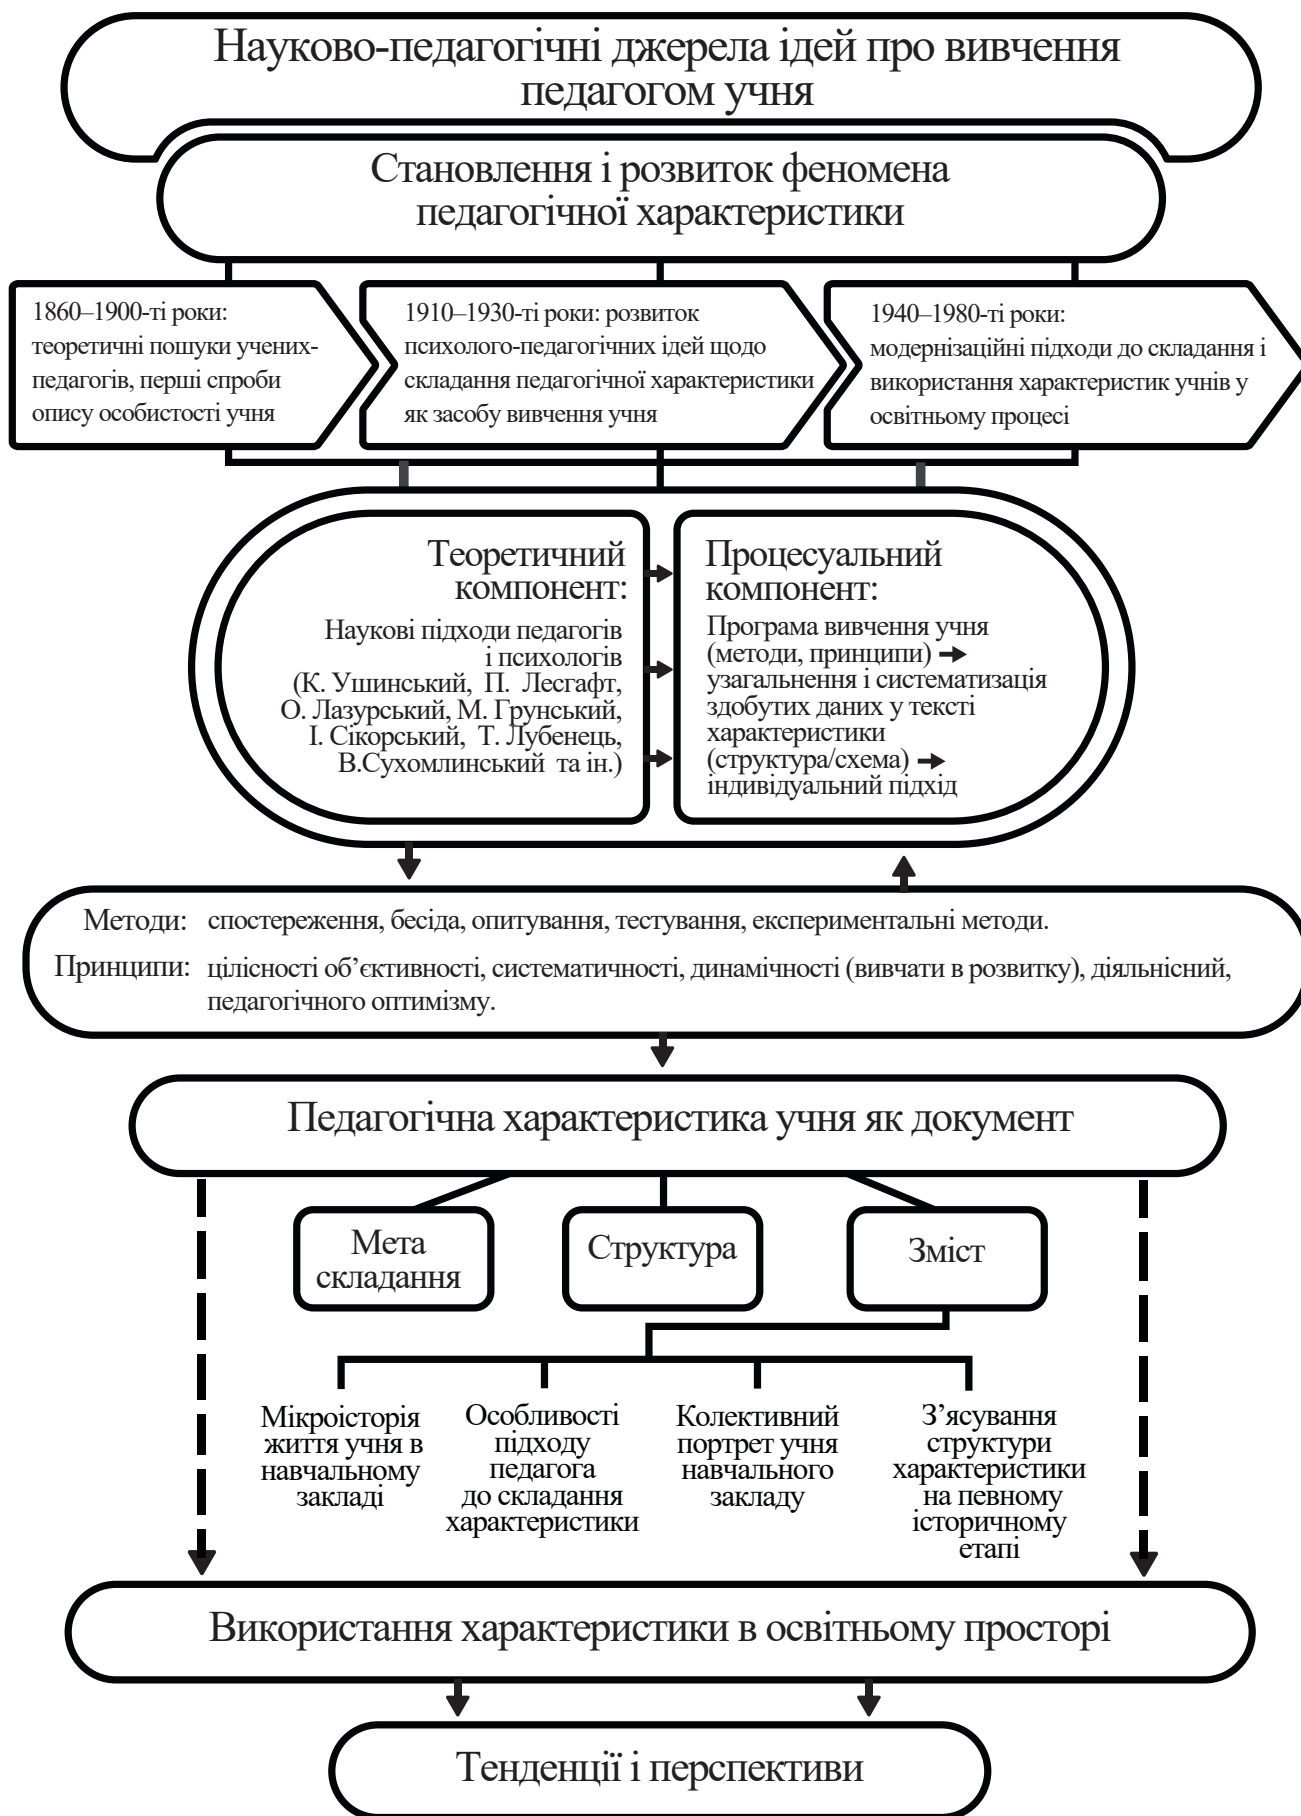 Науково-педагогічні джерела ідей про вивчення
педагогом учня
Становлення і розвиток феномена
педагогічної характеристики
1860–1900-ті роки:
теоретичні пошуки учених-
педагогів, перші спроби
опису особистості учня
1910–1930-ті роки: розвиток
психолого-педагогічних ідей щодо
складання педагогічної характеристики
як засобу вивчення учня
1940–1980-ті роки:
модернізаційні підходи до складання і
використання характеристик учнів у
освітньому процесі
Теоретичний
компонент:
Наукові підходи педагогів
і психологів
(К. Ушинський, П. Лесгафт,
О. Лазурський, М. Грунський,
І. Сікорський, Т. Лубенець,
В.Сухомлинський та ін.)
Процесуальний
компонент:
Програма вивчення учня
(методи, принципи) →
узагальнення і систематизація
здобутих даних у тексті
характеристики
(структура/схема) →
індивідуальний підхід
Методи: спостереження, бесіда, опитування, тестування, експериментальні методи.
Принципи: цілісності об’єктивності, систематичності, динамічності (вивчати в розвитку), діяльнісний,
педагогічного оптимізму.
Педагогічна характеристика учня як документ
Мета
складання
Структура
Зміст
Мікроісторія
життя учня в
навчальному
закладі
Особливості
підходу
педагога
до складання
характеристики
Колективний
портрет учня
навчального
закладу
З’ясування
структури
характеристики
на певному
історичному
етапі
Використання характеристики в освітньому просторі
Тенденції і перспективи